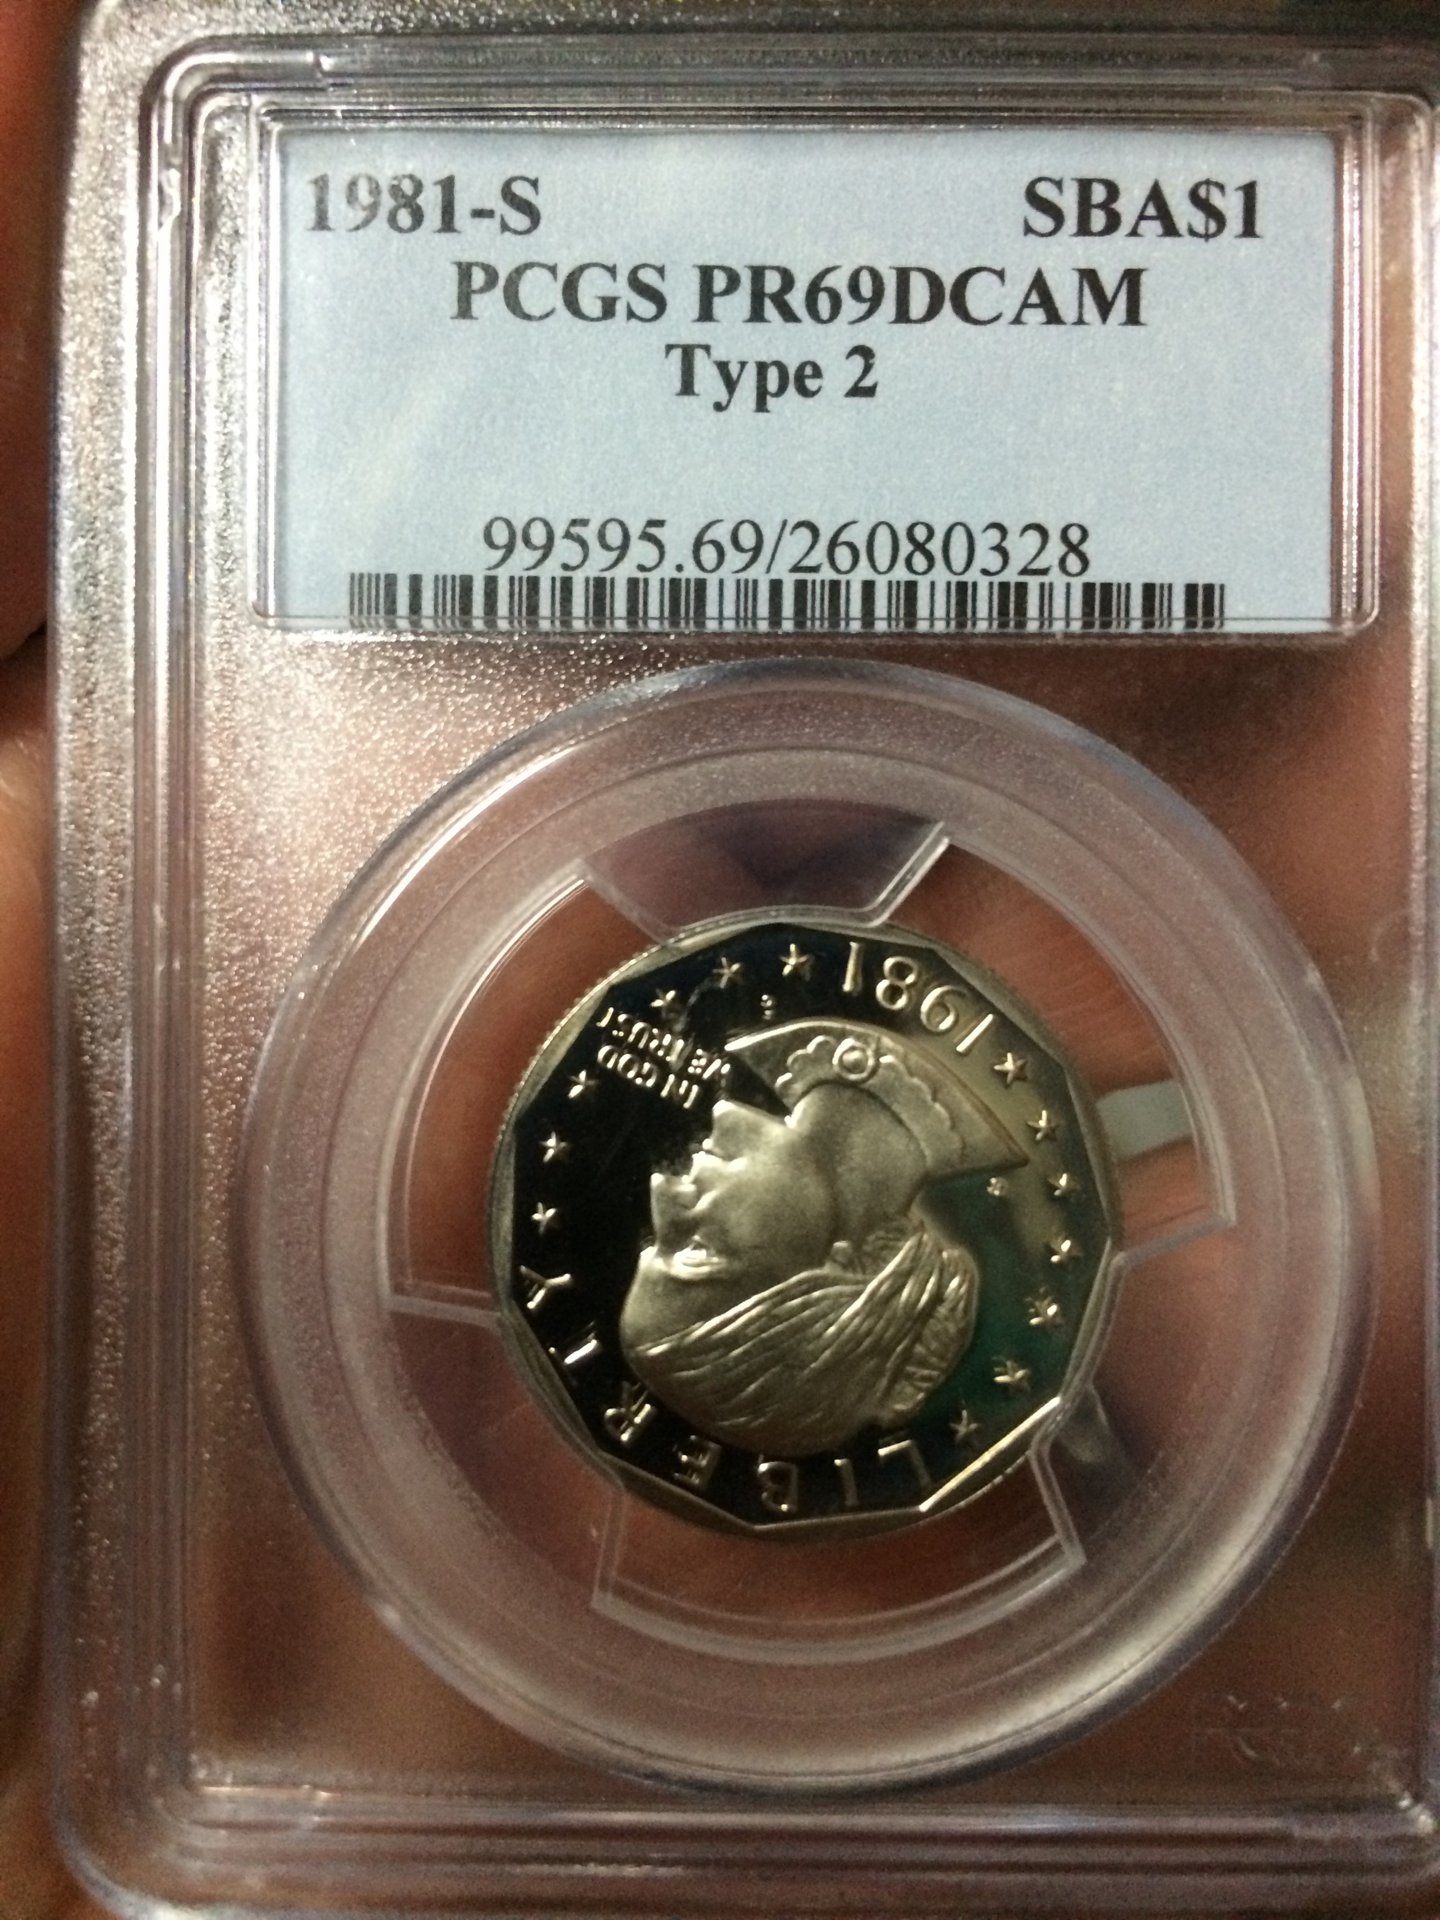 1981-S SBA$1
PCGS PR69DCAM
Type 2
99595.69/26080328
LIBERTY
IN GOD
WE TRUST
1981
S